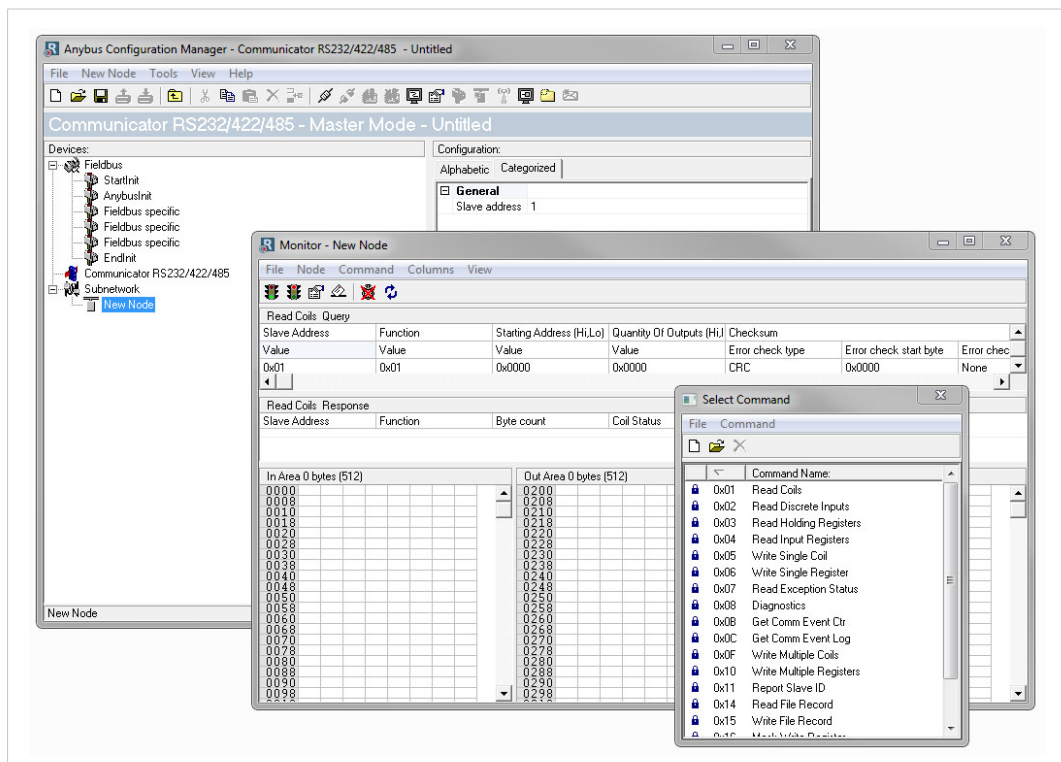 Anybus Configuration Manager - Communicator RS232/422/485 - Untitled
File New Node Tools View Help
Communicator RS232/422/485 - Master Mode - Untitled
Devices:
Fieldbus
StartInit
AnybusInit
Fieldbus specific
Fieldbus specific
Fieldbus specific
EndInit
Communicator RS232/422/485
Subnetwork
New Node
New Node
Configuration:
Alphabetic Categorized
General
Slave address 1
Monitor - New Node
File Node Command Columns View
Read Coils Query
Slave Address Function Starting Address (Hi,Lo) Quantity Of Outputs (Hi,l Checksum
Value Value Value Value Error check type Error check start byte Error chec
0x01 0x01 0x0000 0x0000 CRC 0x0000 None
Read Coils Response
Slave Address Function Byte count Coil Status
In Area 0 bytes (512)
0000
0008
0010
0018
0020
0028
0030
0038
0040
0048
0050
0058
0060
0068
0070
0078
0080
0088
0090
0098
Out Area 0 bytes (512)
0200
0208
0210
0218
0220
0228
0230
0238
0240
0248
0250
0258
0260
0268
0270
0278
0280
0288
0290
0298
Select Command
File Command
Command Name:
0x01 Read Coils
0x02 Read Discrete Inputs
0x03 Read Holding Registers
0x04 Read Input Registers
0x05 Write Single Coil
0x06 Write Single Register
0x07 Read Exception Status
0x08 Diagnostics
0x0B Get Comm Event Ctr
0x0C Get Comm Event Log
0x0F Write Multiple Coils
0x10 Write Multiple Registers
0x11 Report Slave ID
0x14 Read File Record
0x15 Write File Record
0x16 Mask Write Register